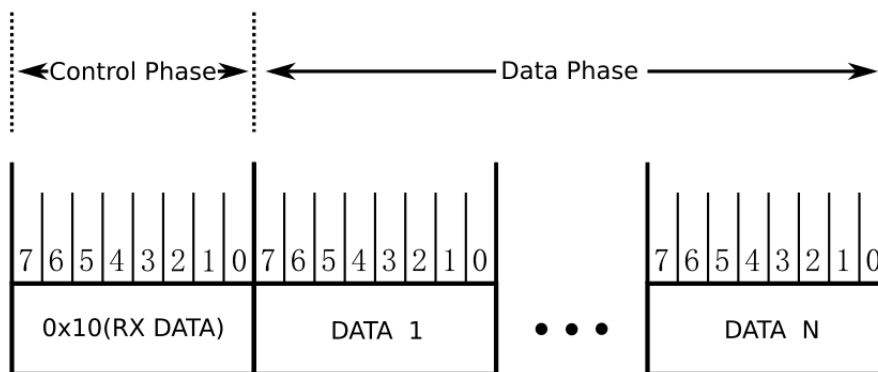 Control Phase Data Phase
7 6 5 4 3 2 1 0 7 6 5 4 3 2 1 0 7 6 5 4 3 2 1 0
0x10(RX DATA) DATA 1 DATA N